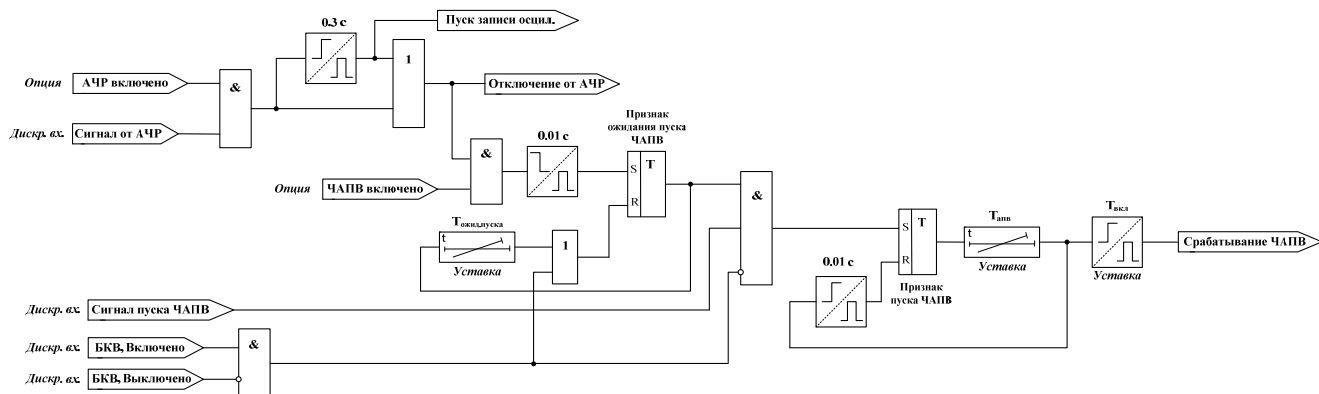 0.3 с
Пуск записи осцил.
1
Опция
АЧР включено
&
Отключение от АЧР
Дискр. вх.
Сигнал от АЧР
Признак
ожидания пуска
ЧАПВ
0.01 с
&
S
T
R
Опция
ЧАПВ включено
&
Tожид.пуска
t
Уставка
1
S
T
R
Признак
пуска ЧАПВ
Tапв
t
Уставка
Tвкл
Уставка
Срабатывание ЧАПВ
0.01 с
Дискр. вх.
Сигнал пуска ЧАПВ
Дискр. вх.
БКВ, Включено
&
Дискр. вх.
БКВ, Выключено